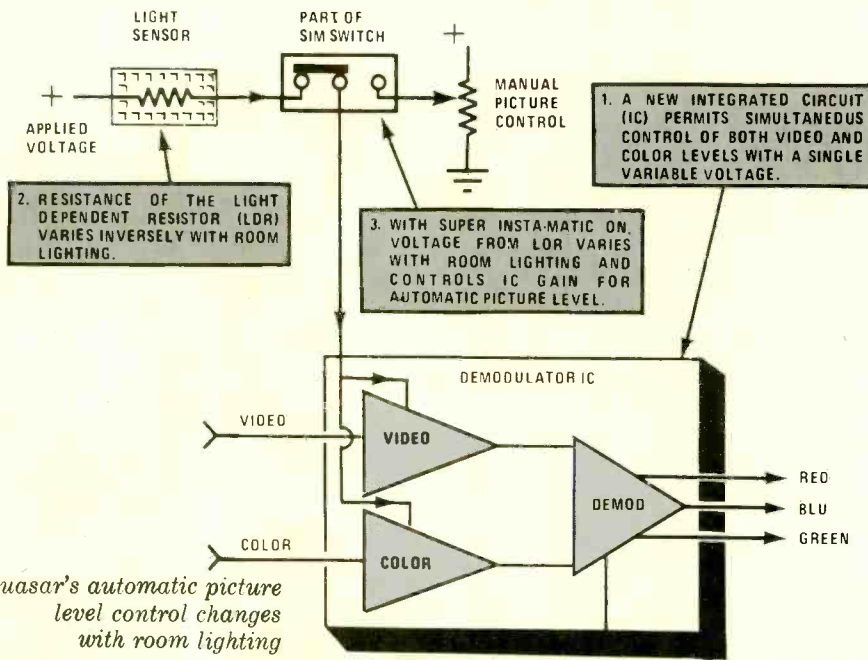 LIGHT
SENSOR
PART OF
SIM SWITCH
+
+
APPLIED
VOLTAGE
MANUAL
PICTURE
CONTROL
1. A NEW INTEGRATED CIRCUIT
(IC) PERMITS SIMULTANEUS
CONTROL OF BOTH VIDEO AND
COLOR LEVELS WITH A SINGLE
VARIABLE VOLTAGE.
2. RESISTANCE OF THE LIGHT
DEPENDENT RESISTOR (LDR)
VARIES INVERSELY WITH ROOM
LIGHTING.
3. WITH SUPER INSTA-MATIC ON,
VOLTAGE FROM LDR VARIES
WITH ROOM LIGHTING AND
CONTROLS IC GAIN FOR
AUTOMATIC PICTURE LEVEL.
DEMODULATOR IC
VIDEO
VIDEO
COLOR
COLOR
DEMOD
RED
BLU
GREEN
uasar's automatic picture
level control changes
with room lighting